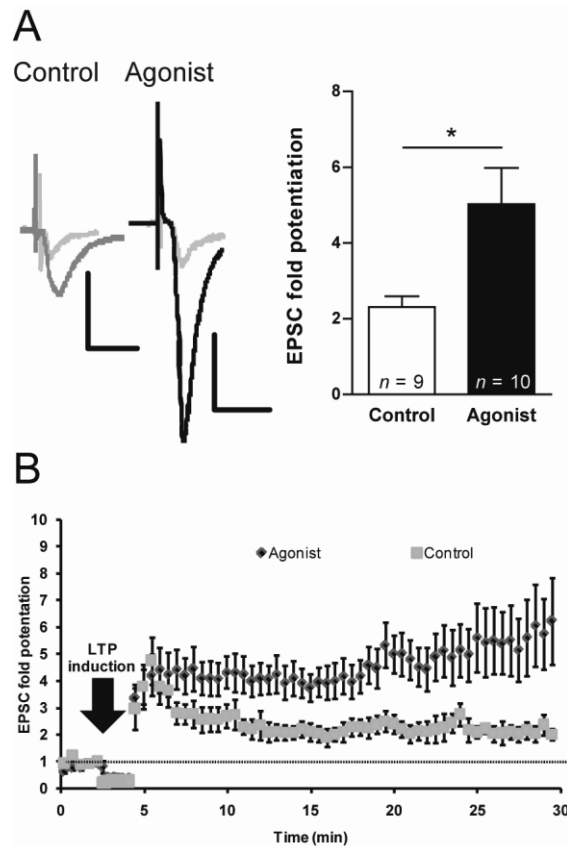 A
Control Agonist
EPSC fold potentiation
8
6
4
2
0
*
n = 9
n = 10
Control Agonist
B
EPSC fold potentation
10
9
8
7
6
5
4
3
2
1
0
Agonist Control
LTP
induction
0 5 10 15 20 25 30
Time (min)